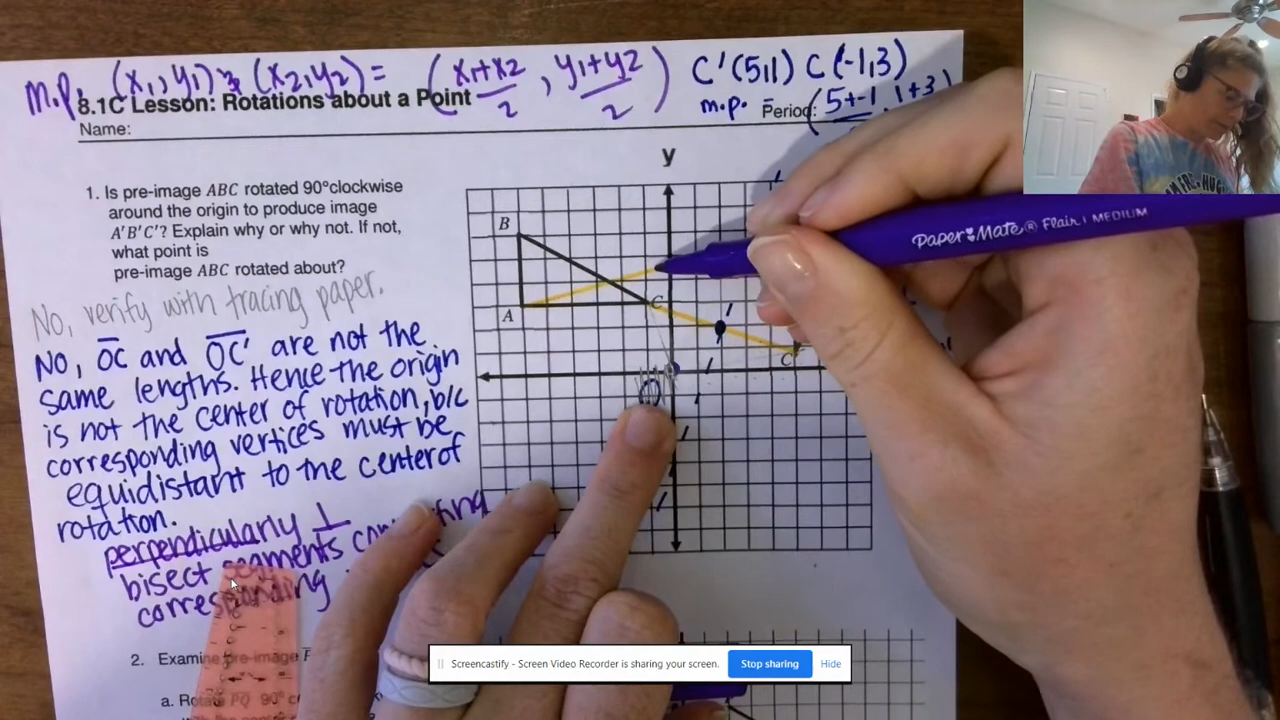 m.p. (x1,y1) & (x2,y2) = (x1+x2/2, y1+y2/2) C'(5,1) C(-1,3)
8.1C Lesson: Rotations about a Point
m.p. = Period: (5+-1, 1+3)
Name:
y
1. Is pre-image ABC rotated 90°clockwise
around the origin to produce image
A'B'C'? Explain why or why not. If not,
what point is
pre-image ABC rotated about?
No, verify with tracing paper.
No, OC and OC' are not the
same lengths. Hence the origin
is not the center of rotation, b/c
corresponding vertices must be
equidistant to the center of
rotation.
perpendicularly ⊥
bisect segments
corresponding
B
A
C
C'
Paper Mate® Flair | MEDIUM
2. Examine pre-image P
a. Rotate PQ 90° c
Screencastify - Screen Video Recorder is sharing your screen.
Stop sharing
Hide